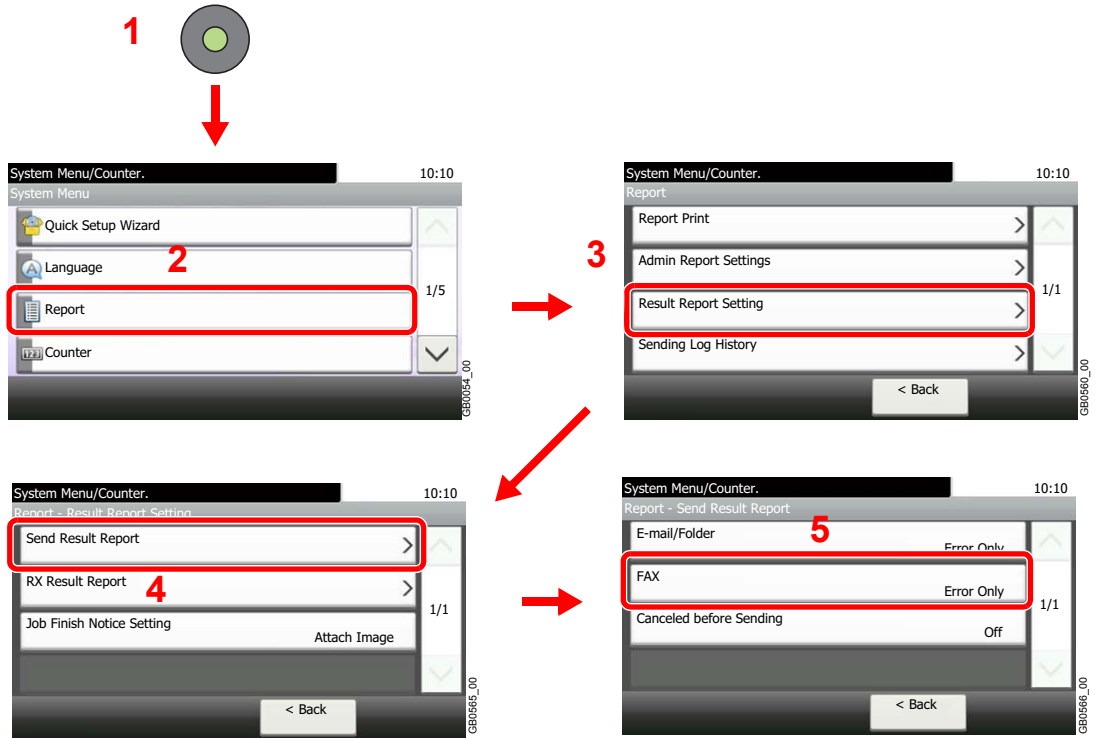 1
System Menu/Counter.
10:10
System Menu
Quick Setup Wizard
2
Language
1/5
Report
123 Counter
GB0054_00
System Menu/Counter.
10:10
Report
Report Print
3
Admin Report Settings
1/1
Result Report Setting
Sending Log History
< Back
GB0560_00
System Menu/Counter.
10:10
Report - Result Report Setting
Send Result Report
RX Result Report
4
1/1
Job Finish Notice Setting
Attach Image
< Back
GB0565_00
System Menu/Counter.
10:10
Report - Send Result Report
E-mail/Folder
5
Error Only
FAX
Error Only
1/1
Canceled before Sending
Off
< Back
GB0566_00